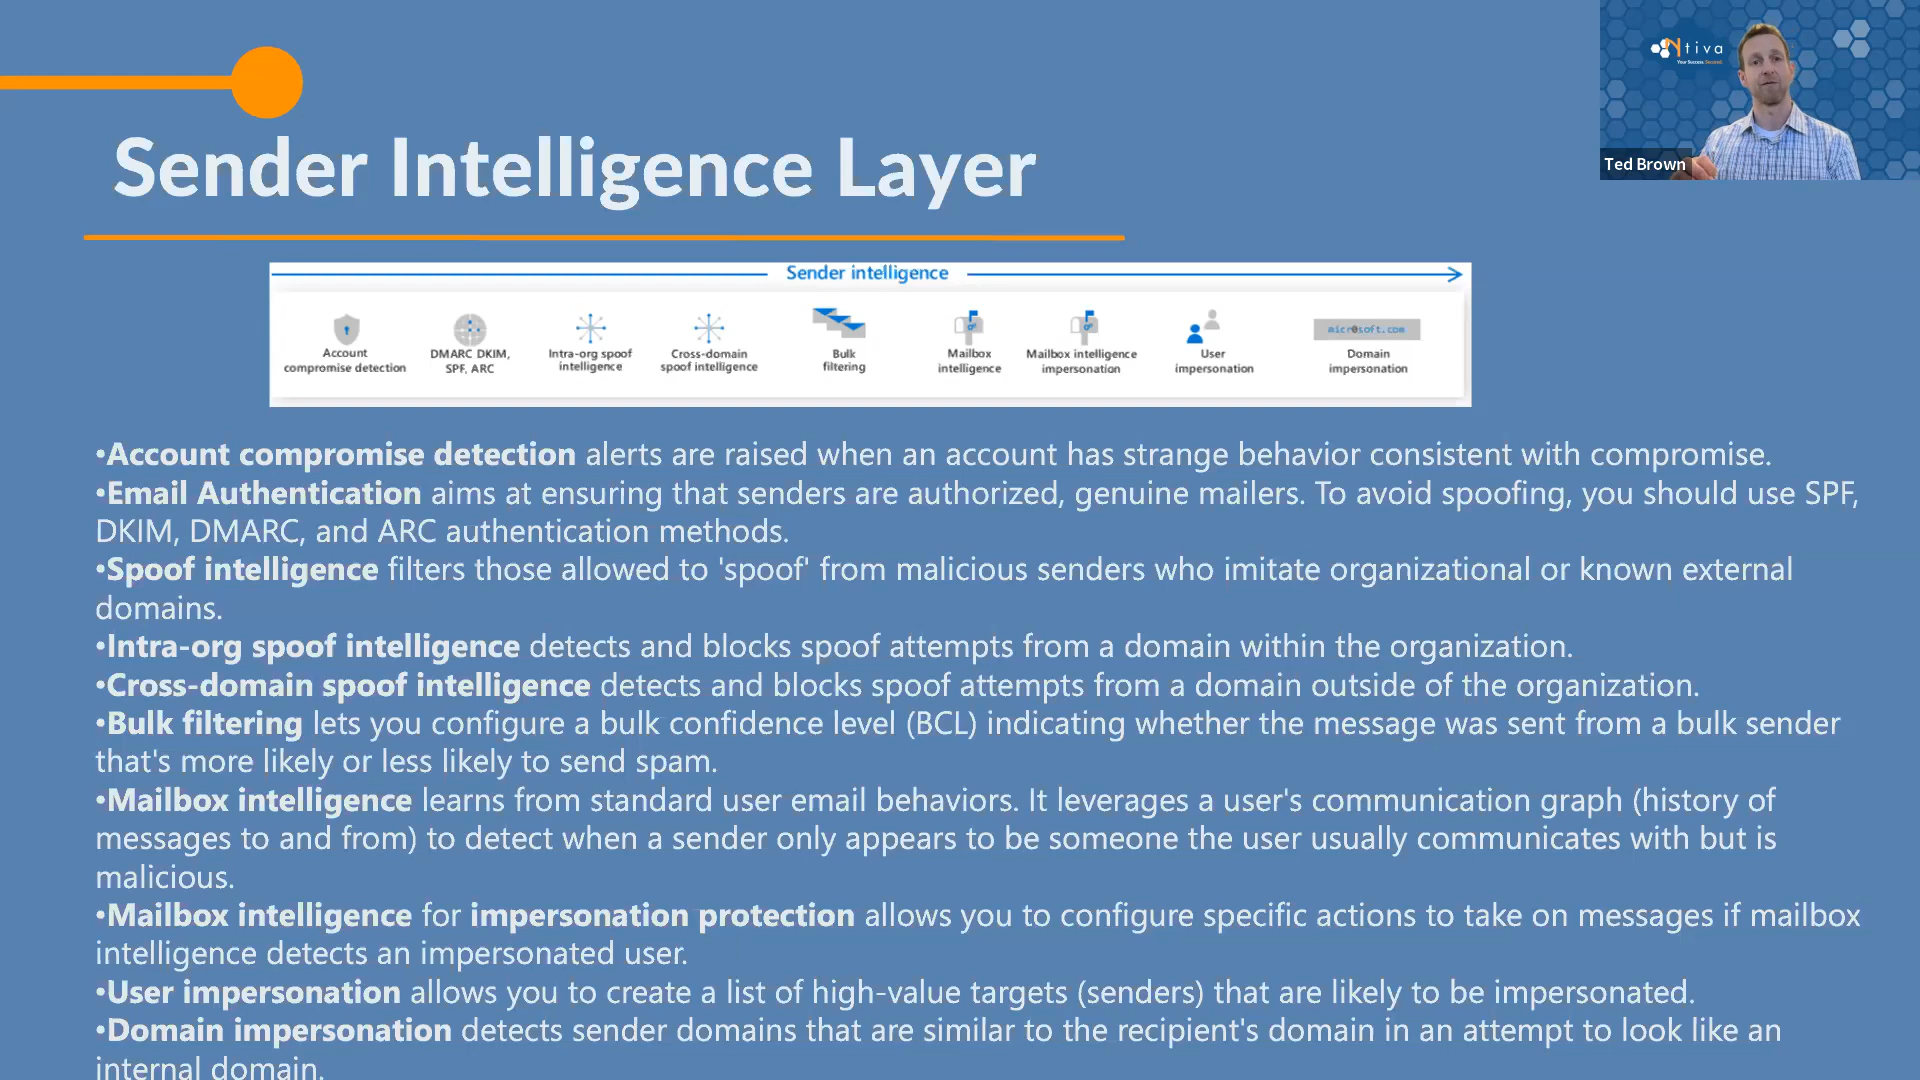 Ntiva
Your Success. Secured.
Ted Brown
Sender Intelligence Layer
Sender intelligence
Account
compromise detection
DMARC DKIM,
SPF, ARC
Intra-org spoof
intelligence
Cross-domain
spoof intelligence
Bulk
filtering
Mailbox
intelligence
Mailbox intelligence
impersonation
User
impersonation
micr0soft.com
Domain
impersonation
•Account compromise detection alerts are raised when an account has strange behavior consistent with compromise.
•Email Authentication aims at ensuring that senders are authorized, genuine mailers. To avoid spoofing, you should use SPF,
DKIM, DMARC, and ARC authentication methods.
•Spoof intelligence filters those allowed to 'spoof' from malicious senders who imitate organizational or known external
domains.
•Intra-org spoof intelligence detects and blocks spoof attempts from a domain within the organization.
•Cross-domain spoof intelligence detects and blocks spoof attempts from a domain outside of the organization.
•Bulk filtering lets you configure a bulk confidence level (BCL) indicating whether the message was sent from a bulk sender
that's more likely or less likely to send spam.
•Mailbox intelligence learns from standard user email behaviors. It leverages a user's communication graph (history of
messages to and from) to detect when a sender only appears to be someone the user usually communicates with but is
malicious.
•Mailbox intelligence for impersonation protection allows you to configure specific actions to take on messages if mailbox
intelligence detects an impersonated user.
•User impersonation allows you to create a list of high-value targets (senders) that are likely to be impersonated.
•Domain impersonation detects sender domains that are similar to the recipient's domain in an attempt to look like an
internal domain.